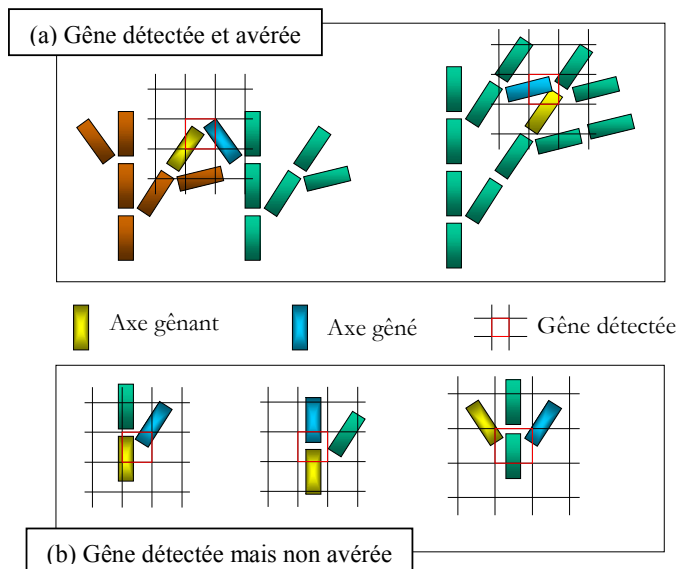 (a) Gêne détectée et avérée
Axe gênant
Axe gêné
Gêne détectée
(b) Gêne détectée mais non avérée